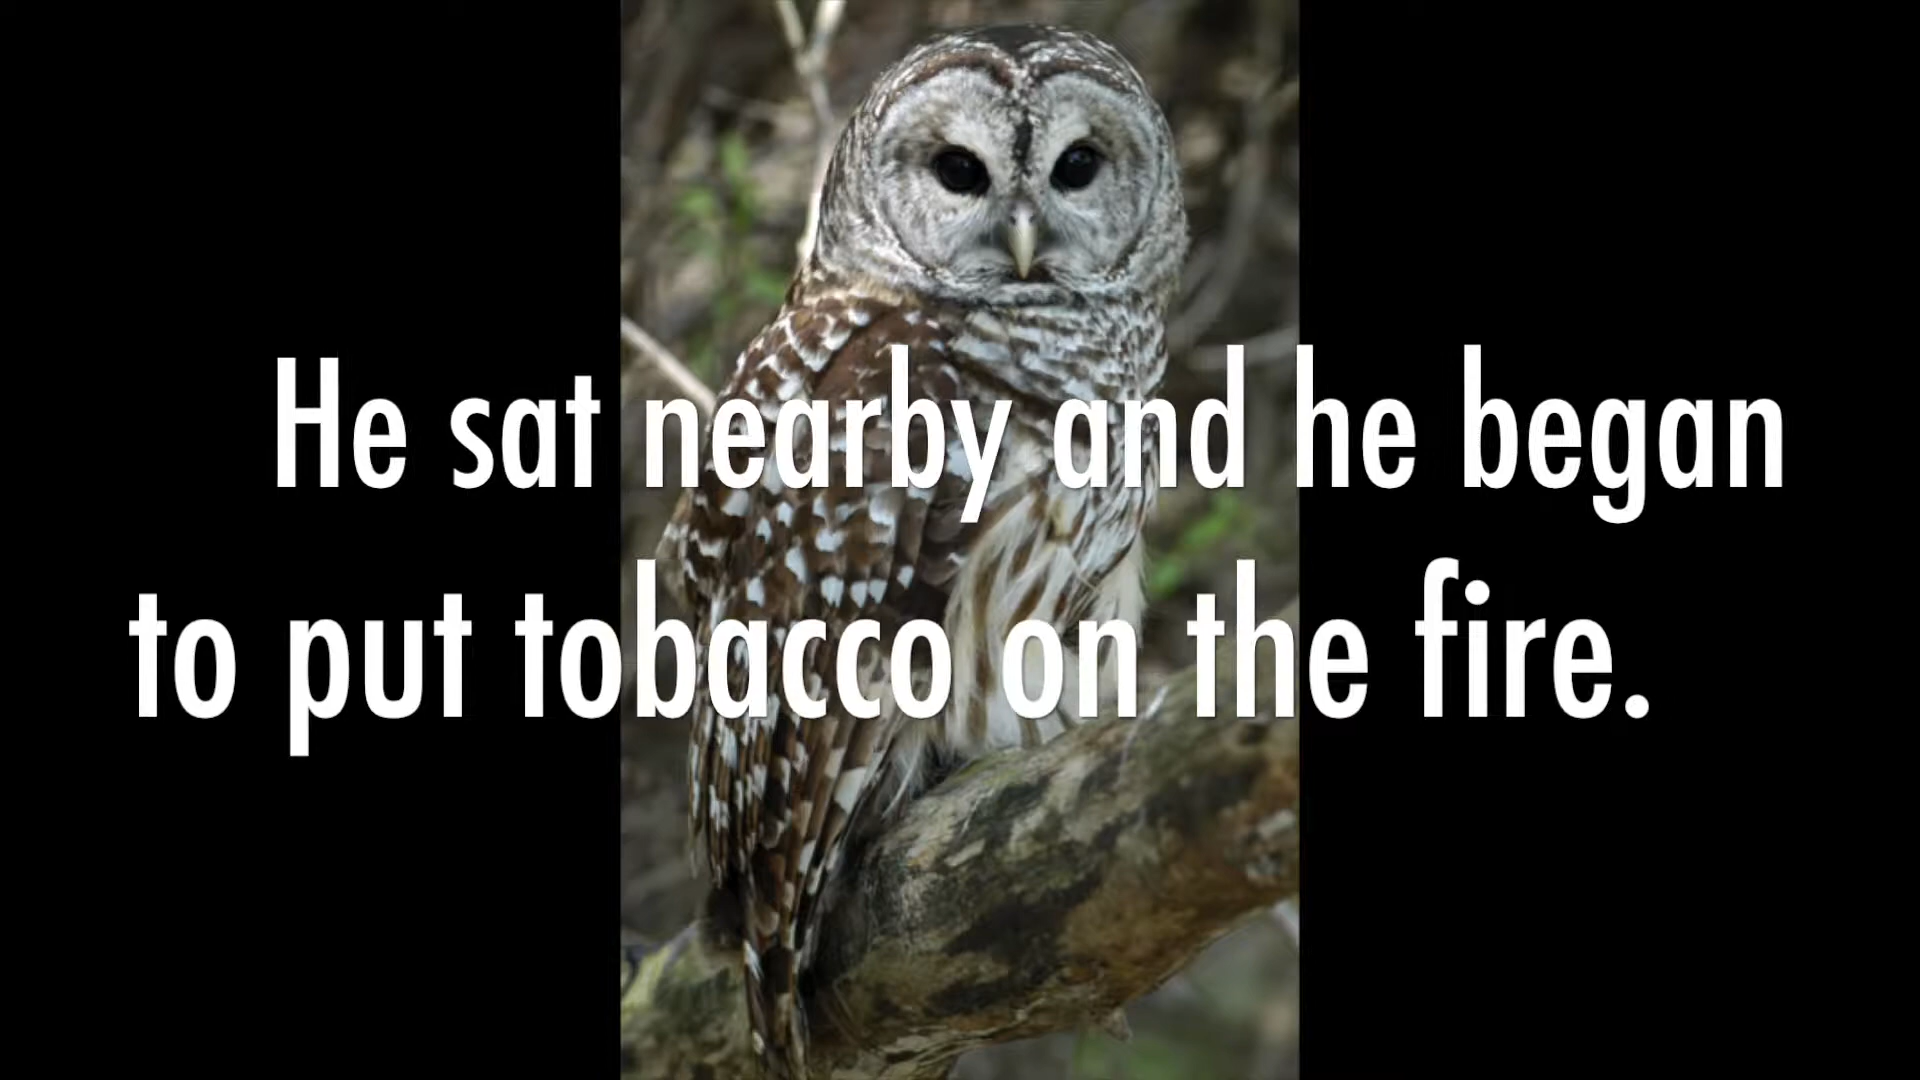 He sat nearby and he began
to put tobacco on the fire.